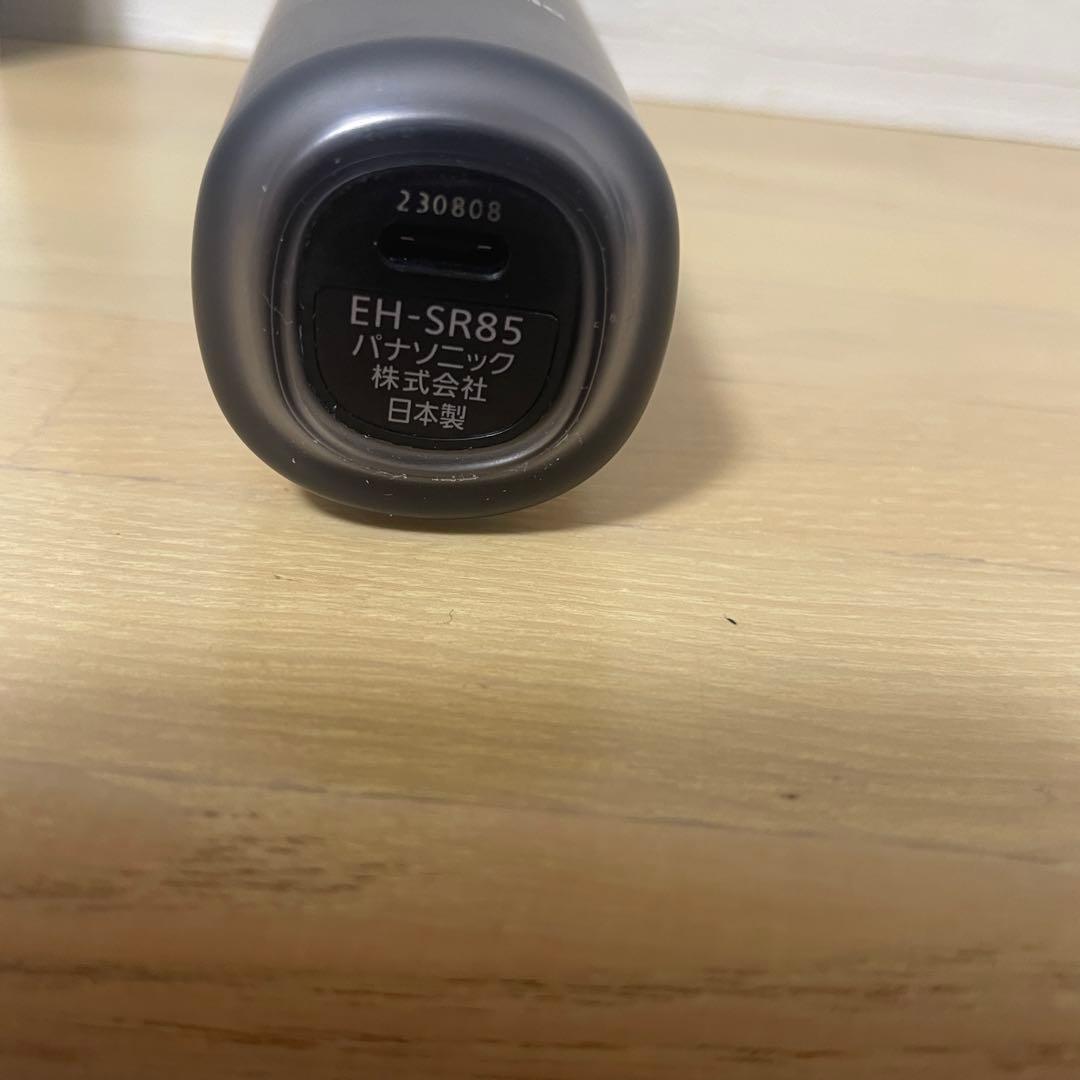 230808
EH-SR85
パナソニック
株式会社
日本製